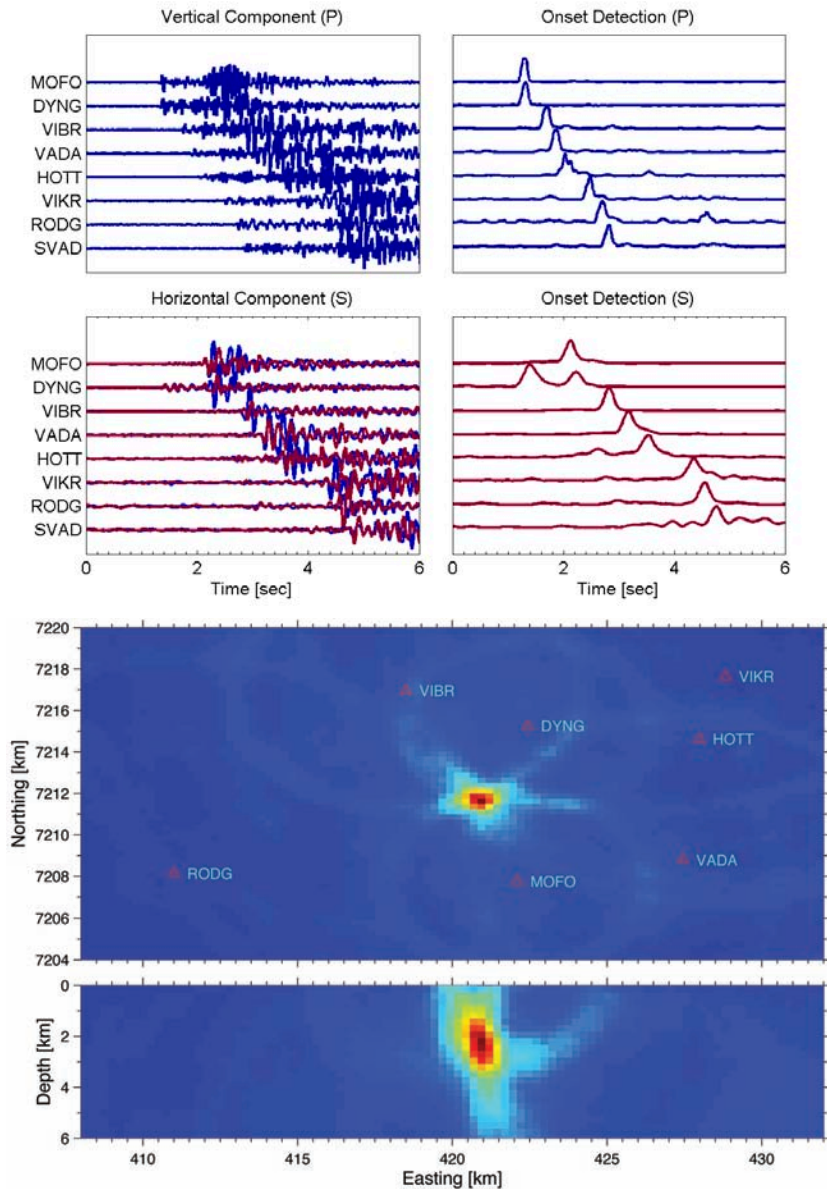 Vertical Component (P)
Onset Detection (P)
MOFO
DYNG
VIBR
VADA
HOTT
VIKR
RODG
SVAD
Horizontal Component (S)
Onset Detection (S)
MOFO
DYNG
VIBR
VADA
HOTT
VIKR
RODG
SVAD
0 2 4 6
Time [sec]
0 2 4 6
Time [sec]
7220
7218
7216
7214
7212
7210
7208
7206
7204
Northing [km]
VIBR
VIKR
DYNG
HOTT
VADA
RODG
MOFO
0
2
4
6
Depth [km]
410 415 420 425 430
Easting [km]